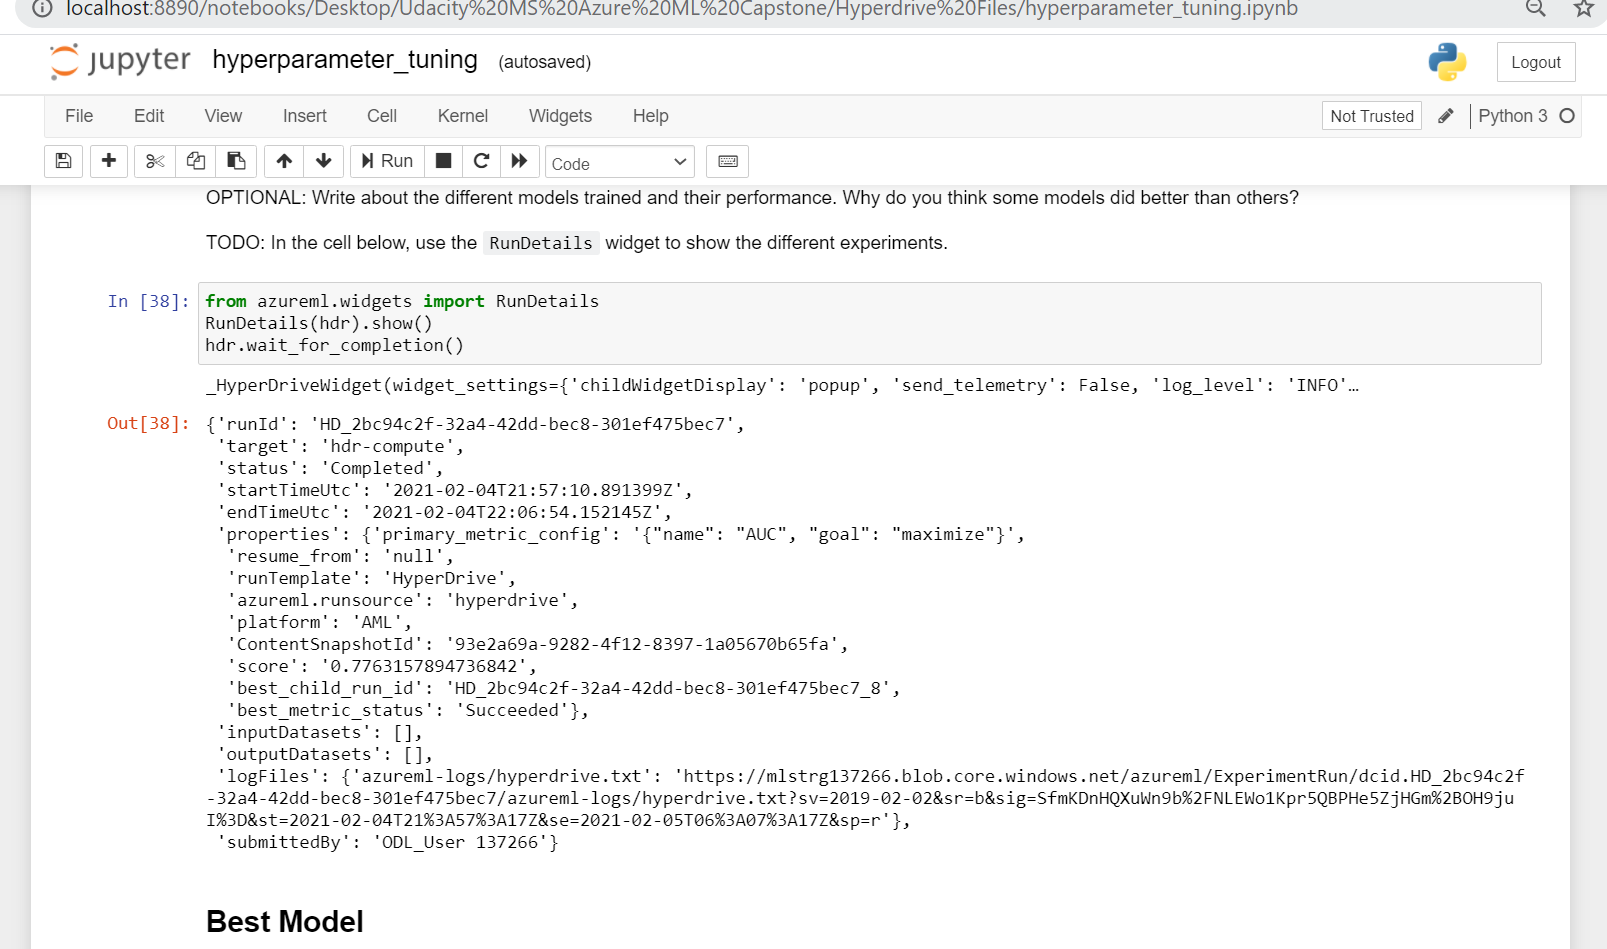 localhost:8890/notebooks/Desktop/Udacity%20MS%20Azure%20ML%20Capstone/Hyperdrive%20Files/hyperparameter_tuning.ipynb
jupyter hyperparameter_tuning (autosaved) Logout
File Edit View Insert Cell Kernel Widgets Help Not Trusted Python 3
Run Code
OPTIONAL: Write about the different models trained and their performance. Why do you think some models did better than others?
TODO: In the cell below, use the RunDetails widget to show the different experiments.
In [38]: from azureml.widgets import RunDetails
RunDetails(hdr).show()
hdr.wait_for_completion()
_HyperDriveWidget(widget_settings={'childWidgetDisplay': 'popup', 'send_telemetry': False, 'log_level': 'INFO'…
Out[38]: {'runId': 'HD_2bc94c2f-32a4-42dd-bec8-301ef475bec7',
'target': 'hdr-compute',
'status': 'Completed',
'startTimeUtc': '2021-02-04T21:57:10.891399Z',
'endTimeUtc': '2021-02-04T22:06:54.152145Z',
'properties': {'primary_metric_config': '{"name": "AUC", "goal": "maximize"}',
'resume_from': 'null',
'runTemplate': 'HyperDrive',
'azureml.runsource': 'hyperdrive',
'platform': 'AML',
'ContentSnapshotId': '93e2a69a-9282-4f12-8397-1a05670b65fa',
'score': '0.7763157894736842',
'best_child_run_id': 'HD_2bc94c2f-32a4-42dd-bec8-301ef475bec7_8',
'best_metric_status': 'Succeeded'},
'inputDatasets': [],
'outputDatasets': [],
'logFiles': {'azureml-logs/hyperdrive.txt': 'https://mlstrg137266.blob.core.windows.net/azureml/ExperimentRun/dcid.HD_2bc94c2f
-32a4-42dd-bec8-301ef475bec7/azureml-logs/hyperdrive.txt?sv=2019-02-02&sr=b&sig=SfmKDnHQXuWn9b%2FNLEWo1Kpr5QBPHe5ZjHGm%2BOH9ju
I%3D&st=2021-02-04T21%3A57%3A17Z&se=2021-02-05T06%3A07%3A17Z&sp=r'},
'submittedBy': 'ODL_User 137266'}
Best Model